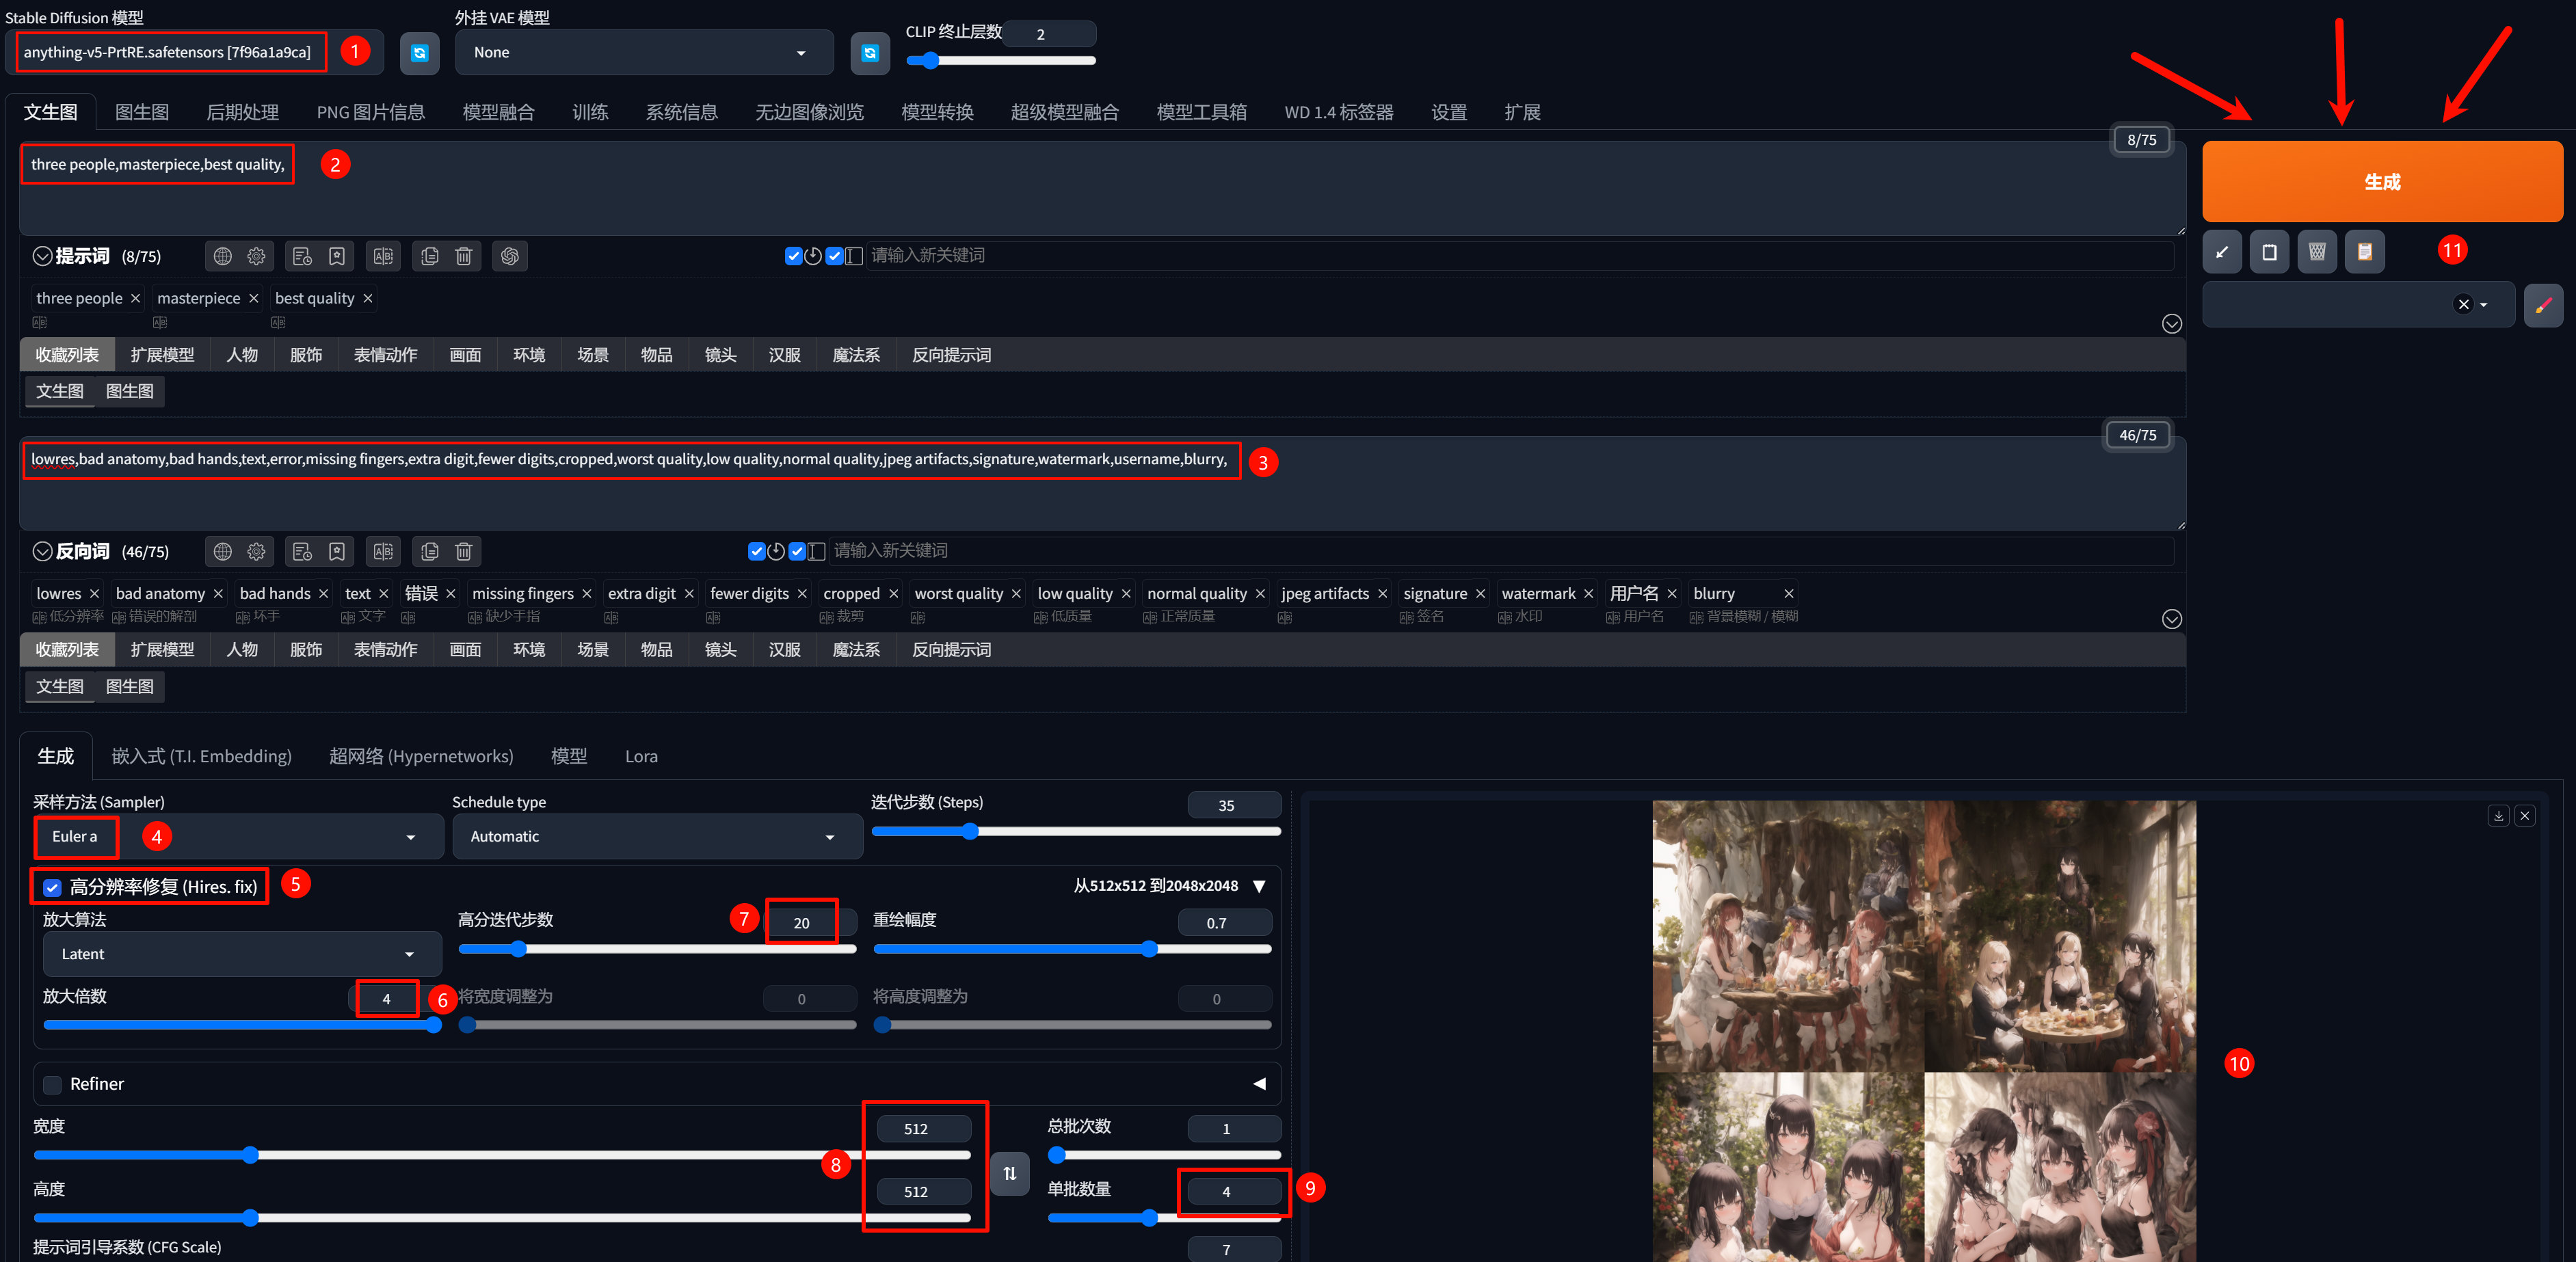 Stable Diffusion 模型
外挂 VAE 模型
CLIP 终止层数
2
anything-v5-PrtRE.safetensors [7f96a1a9ca]
1
None
文生图
图生图
后期处理
PNG 图片信息
模型融合
训练
系统信息
无边图像浏览
模型转换
超级模型融合
模型工具箱
WD 1.4 标签器
设置
扩展
8/75
three people,masterpiece,best quality,
2
生成
提示词 (8/75)
请输入新关键词
11
three people
masterpiece
best quality
收藏列表
扩展模型
人物
服饰
表情动作
画面
环境
场景
物品
镜头
汉服
魔法系
反向提示词
文生图
图生图
46/75
lowres,bad anatomy,bad hands,text,error,missing fingers,extra digit,fewer digits,cropped,worst quality,low quality,normal quality,jpeg artifacts,signature,watermark,username,blurry,
3
反向词 (46/75)
请输入新关键词
lowres
bad anatomy
bad hands
text
错误
missing fingers
extra digit
fewer digits
cropped
worst quality
low quality
normal quality
jpeg artifacts
signature
watermark
用户名
blurry
低分辨率
错误的解剖
坏手
文字
缺少手指
裁剪
低质量
正常质量
签名
水印
用户名
背景模糊 / 模糊
收藏列表
扩展模型
人物
服饰
表情动作
画面
环境
场景
物品
镜头
汉服
魔法系
反向提示词
文生图
图生图
生成
嵌入式 (T.I. Embedding)
超网络 (Hypernetworks)
模型
Lora
采样方法 (Sampler)
Schedule type
迭代步数 (Steps)
35
Euler a
4
Automatic
高分辨率修复 (Hires. fix)
5
从512x512 到2048x2048
放大算法
高分迭代步数
7
20
重绘幅度
0.7
Latent
放大倍数
4
6
将宽度调整为
0
将高度调整为
0
10
Refiner
宽度
512
总批次数
1
8
高度
512
单批数量
4
9
提示词引导系数 (CFG Scale)
7